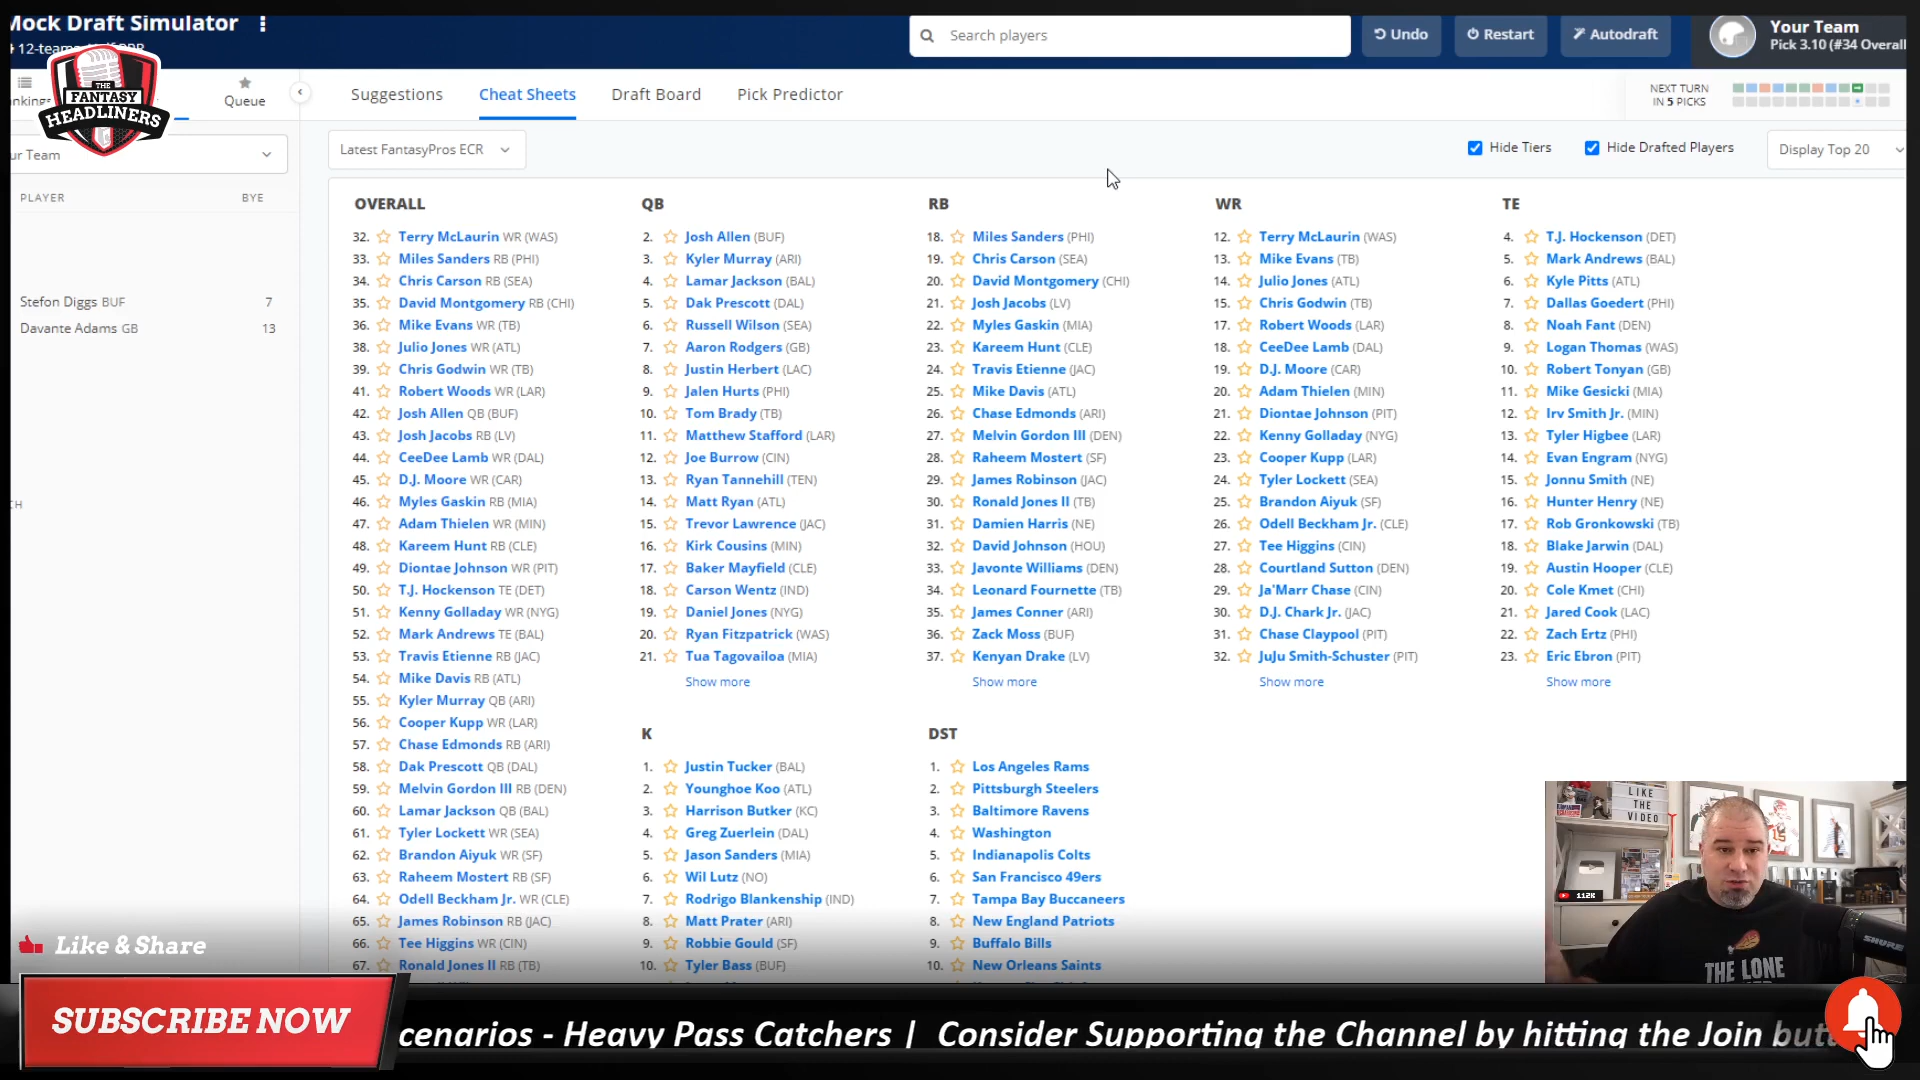 Mock Draft Simulator
12-team
Search players
Undo
Restart
Autodraft
Your Team
Pick 3.10 (#34 Overall
THE FANTASY HEADLINERS
Queue
Suggestions
Cheat Sheets
Draft Board
Pick Predictor
NEXT TURN
IN 5 PICKS
ur Team
Latest FantasyPros ECR
Hide Tiers
Hide Drafted Players
Display Top 20
PLAYER BYE
Stefon Diggs BUF 7
Davante Adams GB 13
CH
OVERALL
32. Terry McLaurin WR (WAS)
33. Miles Sanders RB (PHI)
34. Chris Carson RB (SEA)
35. David Montgomery RB (CHI)
36. Mike Evans WR (TB)
38. Julio Jones WR (ATL)
39. Chris Godwin WR (TB)
41. Robert Woods WR (LAR)
42. Josh Allen QB (BUF)
43. Josh Jacobs RB (LV)
44. CeeDee Lamb WR (DAL)
45. D.J. Moore WR (CAR)
46. Myles Gaskin RB (MIA)
47. Adam Thielen WR (MIN)
48. Kareem Hunt RB (CLE)
49. Diontae Johnson WR (PIT)
50. T.J. Hockenson TE (DET)
51. Kenny Golladay WR (NYG)
52. Mark Andrews TE (BAL)
53. Travis Etienne RB (JAC)
54. Mike Davis RB (ATL)
55. Kyler Murray QB (ARI)
56. Cooper Kupp WR (LAR)
57. Chase Edmonds RB (ARI)
58. Dak Prescott QB (DAL)
59. Melvin Gordon III RB (DEN)
60. Lamar Jackson QB (BAL)
61. Tyler Lockett WR (SEA)
62. Brandon Aiyuk WR (SF)
63. Raheem Mostert RB (SF)
64. Odell Beckham Jr. WR (CLE)
65. James Robinson RB (JAC)
66. Tee Higgins WR (CIN)
67. Ronald Jones II RB (TB)
QB
2. Josh Allen (BUF)
3. Kyler Murray (ARI)
4. Lamar Jackson (BAL)
5. Dak Prescott (DAL)
6. Russell Wilson (SEA)
7. Aaron Rodgers (GB)
8. Justin Herbert (LAC)
9. Jalen Hurts (PHI)
10. Tom Brady (TB)
11. Matthew Stafford (LAR)
12. Joe Burrow (CIN)
13. Ryan Tannehill (TEN)
14. Matt Ryan (ATL)
15. Trevor Lawrence (JAC)
16. Kirk Cousins (MIN)
17. Baker Mayfield (CLE)
18. Carson Wentz (IND)
19. Daniel Jones (NYG)
20. Ryan Fitzpatrick (WAS)
21. Tua Tagovailoa (MIA)
Show more
RB
18. Miles Sanders (PHI)
19. Chris Carson (SEA)
20. David Montgomery (CHI)
21. Josh Jacobs (LV)
22. Myles Gaskin (MIA)
23. Kareem Hunt (CLE)
24. Travis Etienne (JAC)
25. Mike Davis (ATL)
26. Chase Edmonds (ARI)
27. Melvin Gordon III (DEN)
28. Raheem Mostert (SF)
29. James Robinson (JAC)
30. Ronald Jones II (TB)
31. Damien Harris (NE)
32. David Johnson (HOU)
33. Javonte Williams (DEN)
34. Leonard Fournette (TB)
35. James Conner (ARI)
36. Zack Moss (BUF)
37. Kenyan Drake (LV)
Show more
WR
12. Terry McLaurin (WAS)
13. Mike Evans (TB)
14. Julio Jones (ATL)
15. Chris Godwin (TB)
17. Robert Woods (LAR)
18. CeeDee Lamb (DAL)
19. D.J. Moore (CAR)
20. Adam Thielen (MIN)
21. Diontae Johnson (PIT)
22. Kenny Golladay (NYG)
23. Cooper Kupp (LAR)
24. Tyler Lockett (SEA)
25. Brandon Aiyuk (SF)
26. Odell Beckham Jr. (CLE)
27. Tee Higgins (CIN)
28. Courtland Sutton (DEN)
29. Ja'Marr Chase (CIN)
30. D.J. Chark Jr. (JAC)
31. Chase Claypool (PIT)
32. JuJu Smith-Schuster (PIT)
Show more
TE
4. T.J. Hockenson (DET)
5. Mark Andrews (BAL)
6. Kyle Pitts (ATL)
7. Dallas Goedert (PHI)
8. Noah Fant (DEN)
9. Logan Thomas (WAS)
10. Robert Tonyan (GB)
11. Mike Gesicki (MIA)
12. Irv Smith Jr. (MIN)
13. Tyler Higbee (LAR)
14. Evan Engram (NYG)
15. Jonnu Smith (NE)
16. Hunter Henry (NE)
17. Rob Gronkowski (TB)
18. Blake Jarwin (DAL)
19. Austin Hooper (CLE)
20. Cole Kmet (CHI)
21. Jared Cook (LAC)
22. Zach Ertz (PHI)
23. Eric Ebron (PIT)
Show more
K
1. Justin Tucker (BAL)
2. Younghoe Koo (ATL)
3. Harrison Butker (KC)
4. Greg Zuerlein (DAL)
5. Jason Sanders (MIA)
6. Wil Lutz (NO)
7. Rodrigo Blankenship (IND)
8. Matt Prater (ARI)
9. Robbie Gould (SF)
10. Tyler Bass (BUF)
DST
1. Los Angeles Rams
2. Pittsburgh Steelers
3. Baltimore Ravens
4. Washington
5. Indianapolis Colts
6. San Francisco 49ers
7. Tampa Bay Buccaneers
8. New England Patriots
9. Buffalo Bills
10. New Orleans Saints
LIKE
THE
VIDEO
112K
SHURE
THE LONE
Like & Share
SUBSCRIBE NOW
cenarios - Heavy Pass Catchers | Consider Supporting the Channel by hitting the Join but